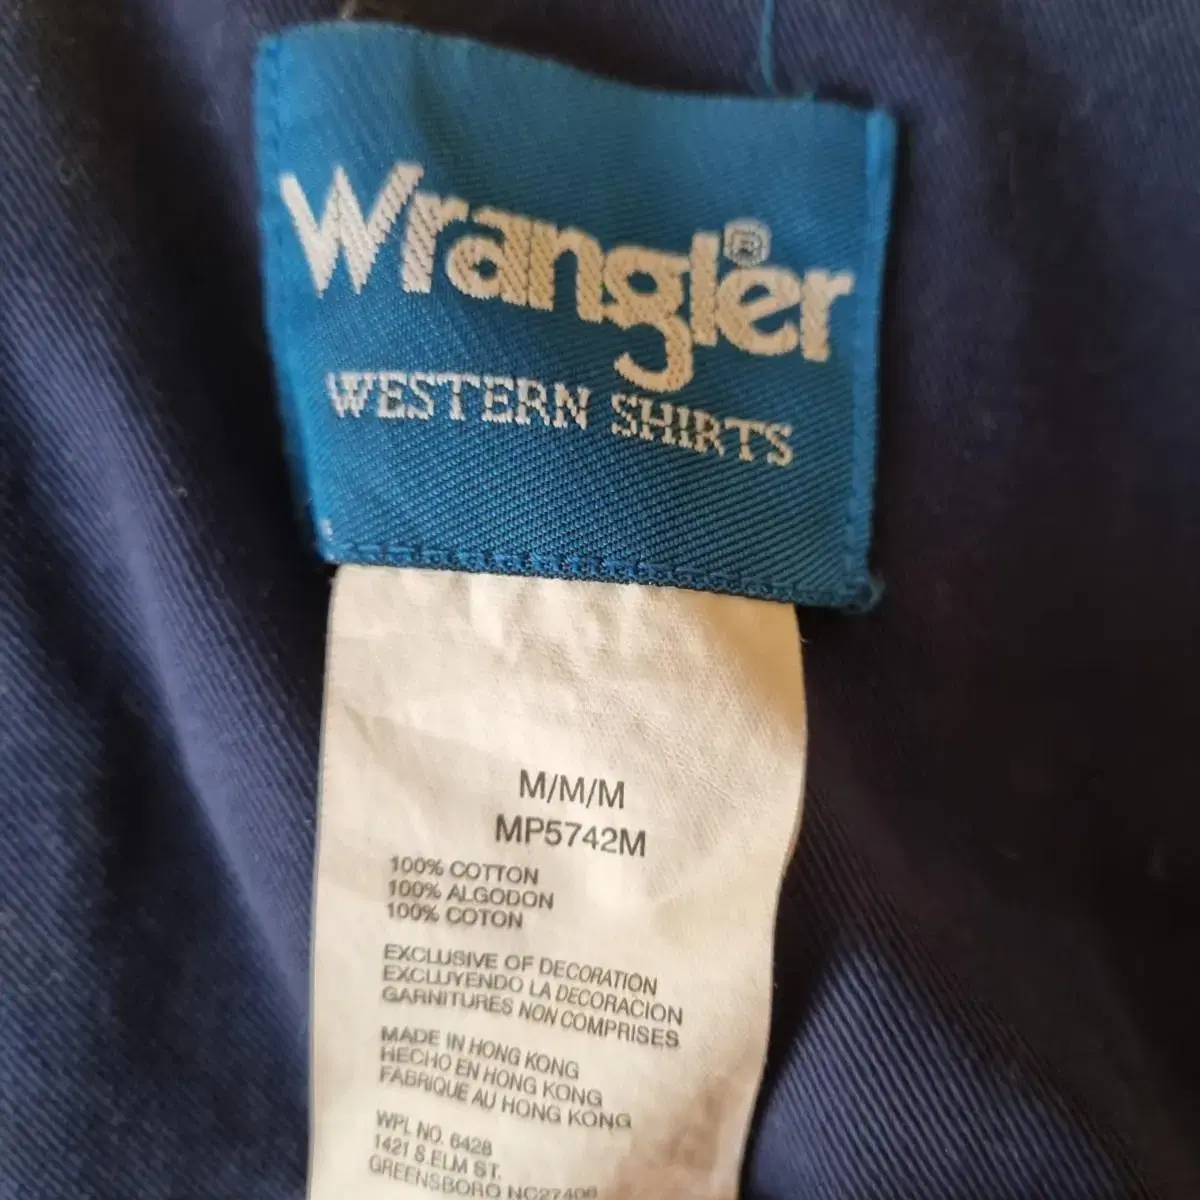 Wrangler®
WESTERN SHIRTS
M/M/M
MP5742M
100% COTTON
100% ALGODON
100% COTON
EXCLUSIVE OF DECORATION
EXCLUYENDO LA DECORACION
GARNITURES NON COMPRISES
MADE IN HONG KONG
HECHO EN HONG KONG
FABRIQUE AU HONG KONG
WPL NO. 6428
1421 S.ELM ST.
GREENSBORO NC27406